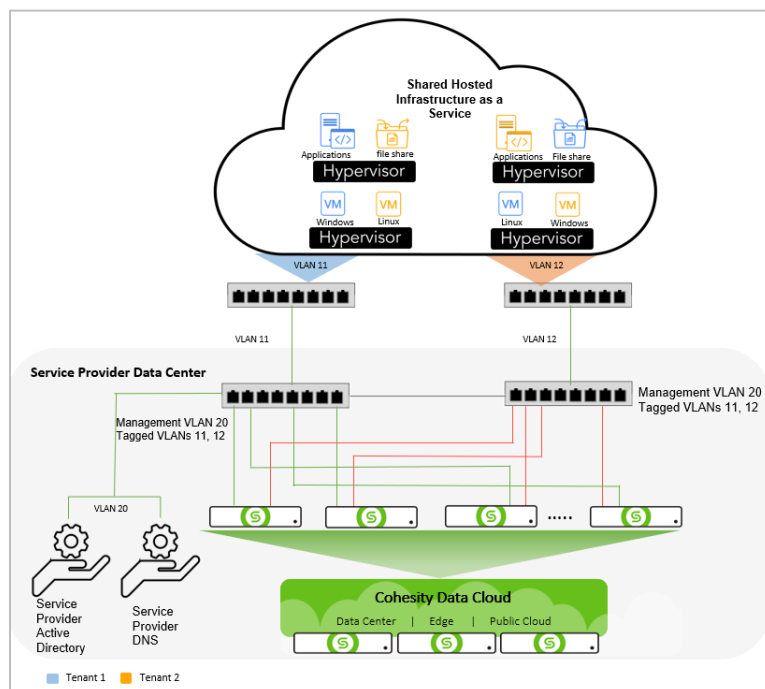 Shared Hosted
Infrastructure as a
Service
Applications
file share
Applications
File share
Hypervisor
Hypervisor
VM
VM
VM
VM
Windows
Linux
Linux
Windows
Hypervisor
Hypervisor
VLAN 11
VLAN 12
VLAN 11
VLAN 12
Service Provider Data Center
Management VLAN 20
Tagged VLANs 11, 12
Management VLAN 20
Tagged VLANs 11, 12
VLAN 20
.....
Service
Provider
Active
Directory
Service
Provider
DNS
Cohesity Data Cloud
Data Center | Edge | Public Cloud
Tenant 1
Tenant 2